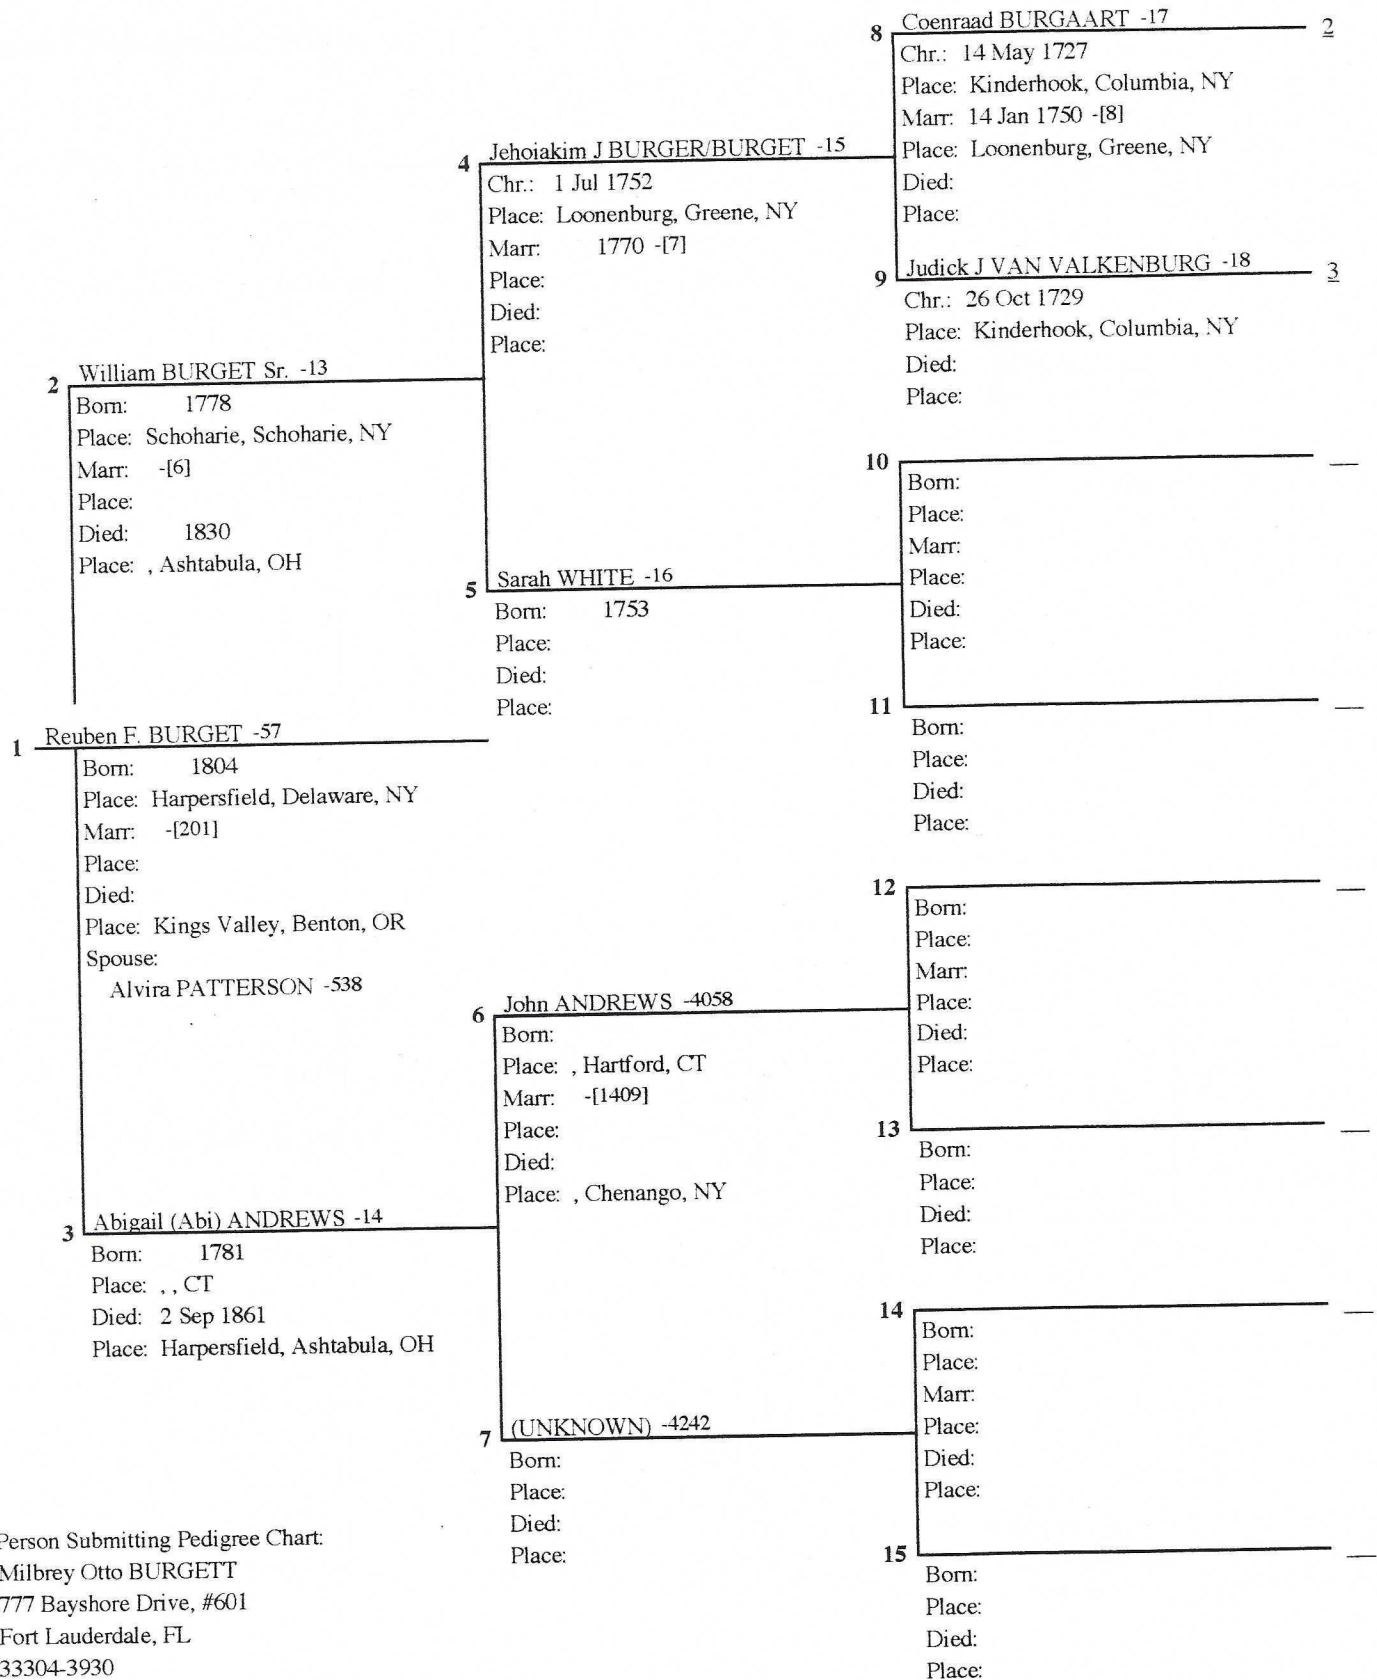 8 Coenraad BURGAART -17 2
Chr.: 14 May 1727
Place: Kinderhook, Columbia, NY
Marr: 14 Jan 1750 -[8]
Place: Loonenburg, Greene, NY
Died:
Place:
4 Jehoiakim J BURGER/BURGET -15
Chr.: 1 Jul 1752
Place: Loonenburg, Greene, NY
Marr: 1770 -[7]
Place:
Died:
Place:
9 Judick J VAN VALKENBURG -18 3
Chr.: 26 Oct 1729
Place: Kinderhook, Columbia, NY
Died:
Place:
2 William BURGET Sr. -13
Born: 1778
Place: Schoharie, Schoharie, NY
Marr: -[6]
Place:
Died: 1830
Place: , Ashtabula, OH
10
Born:
Place:
Marr:
Place:
Died:
Place:
5 Sarah WHITE -16
Born: 1753
Place:
Died:
Place:
11
Born:
Place:
Died:
Place:
1 Reuben F. BURGET -57
Born: 1804
Place: Harpersfield, Delaware, NY
Marr: -[201]
Place:
Died:
Place: Kings Valley, Benton, OR
Spouse:
Alvira PATTERSON -538
12
Born:
Place:
Marr:
Place:
Died:
Place:
6 John ANDREWS -4058
Born:
Place: , Hartford, CT
Marr: -[1409]
Place:
Died:
Place: , Chenango, NY
13
Born:
Place:
Died:
Place:
3 Abigail (Abi) ANDREWS -14
Born: 1781
Place: , , CT
Died: 2 Sep 1861
Place: Harpersfield, Ashtabula, OH
14
Born:
Place:
Marr:
Place:
Died:
Place:
7 (UNKNOWN) -4242
Born:
Place:
Died:
Place:
15
Born:
Place:
Died:
Place:
Person Submitting Pedigree Chart:
Milbrey Otto BURGETT
777 Bayshore Drive, #601
Fort Lauderdale, FL
33304-3930